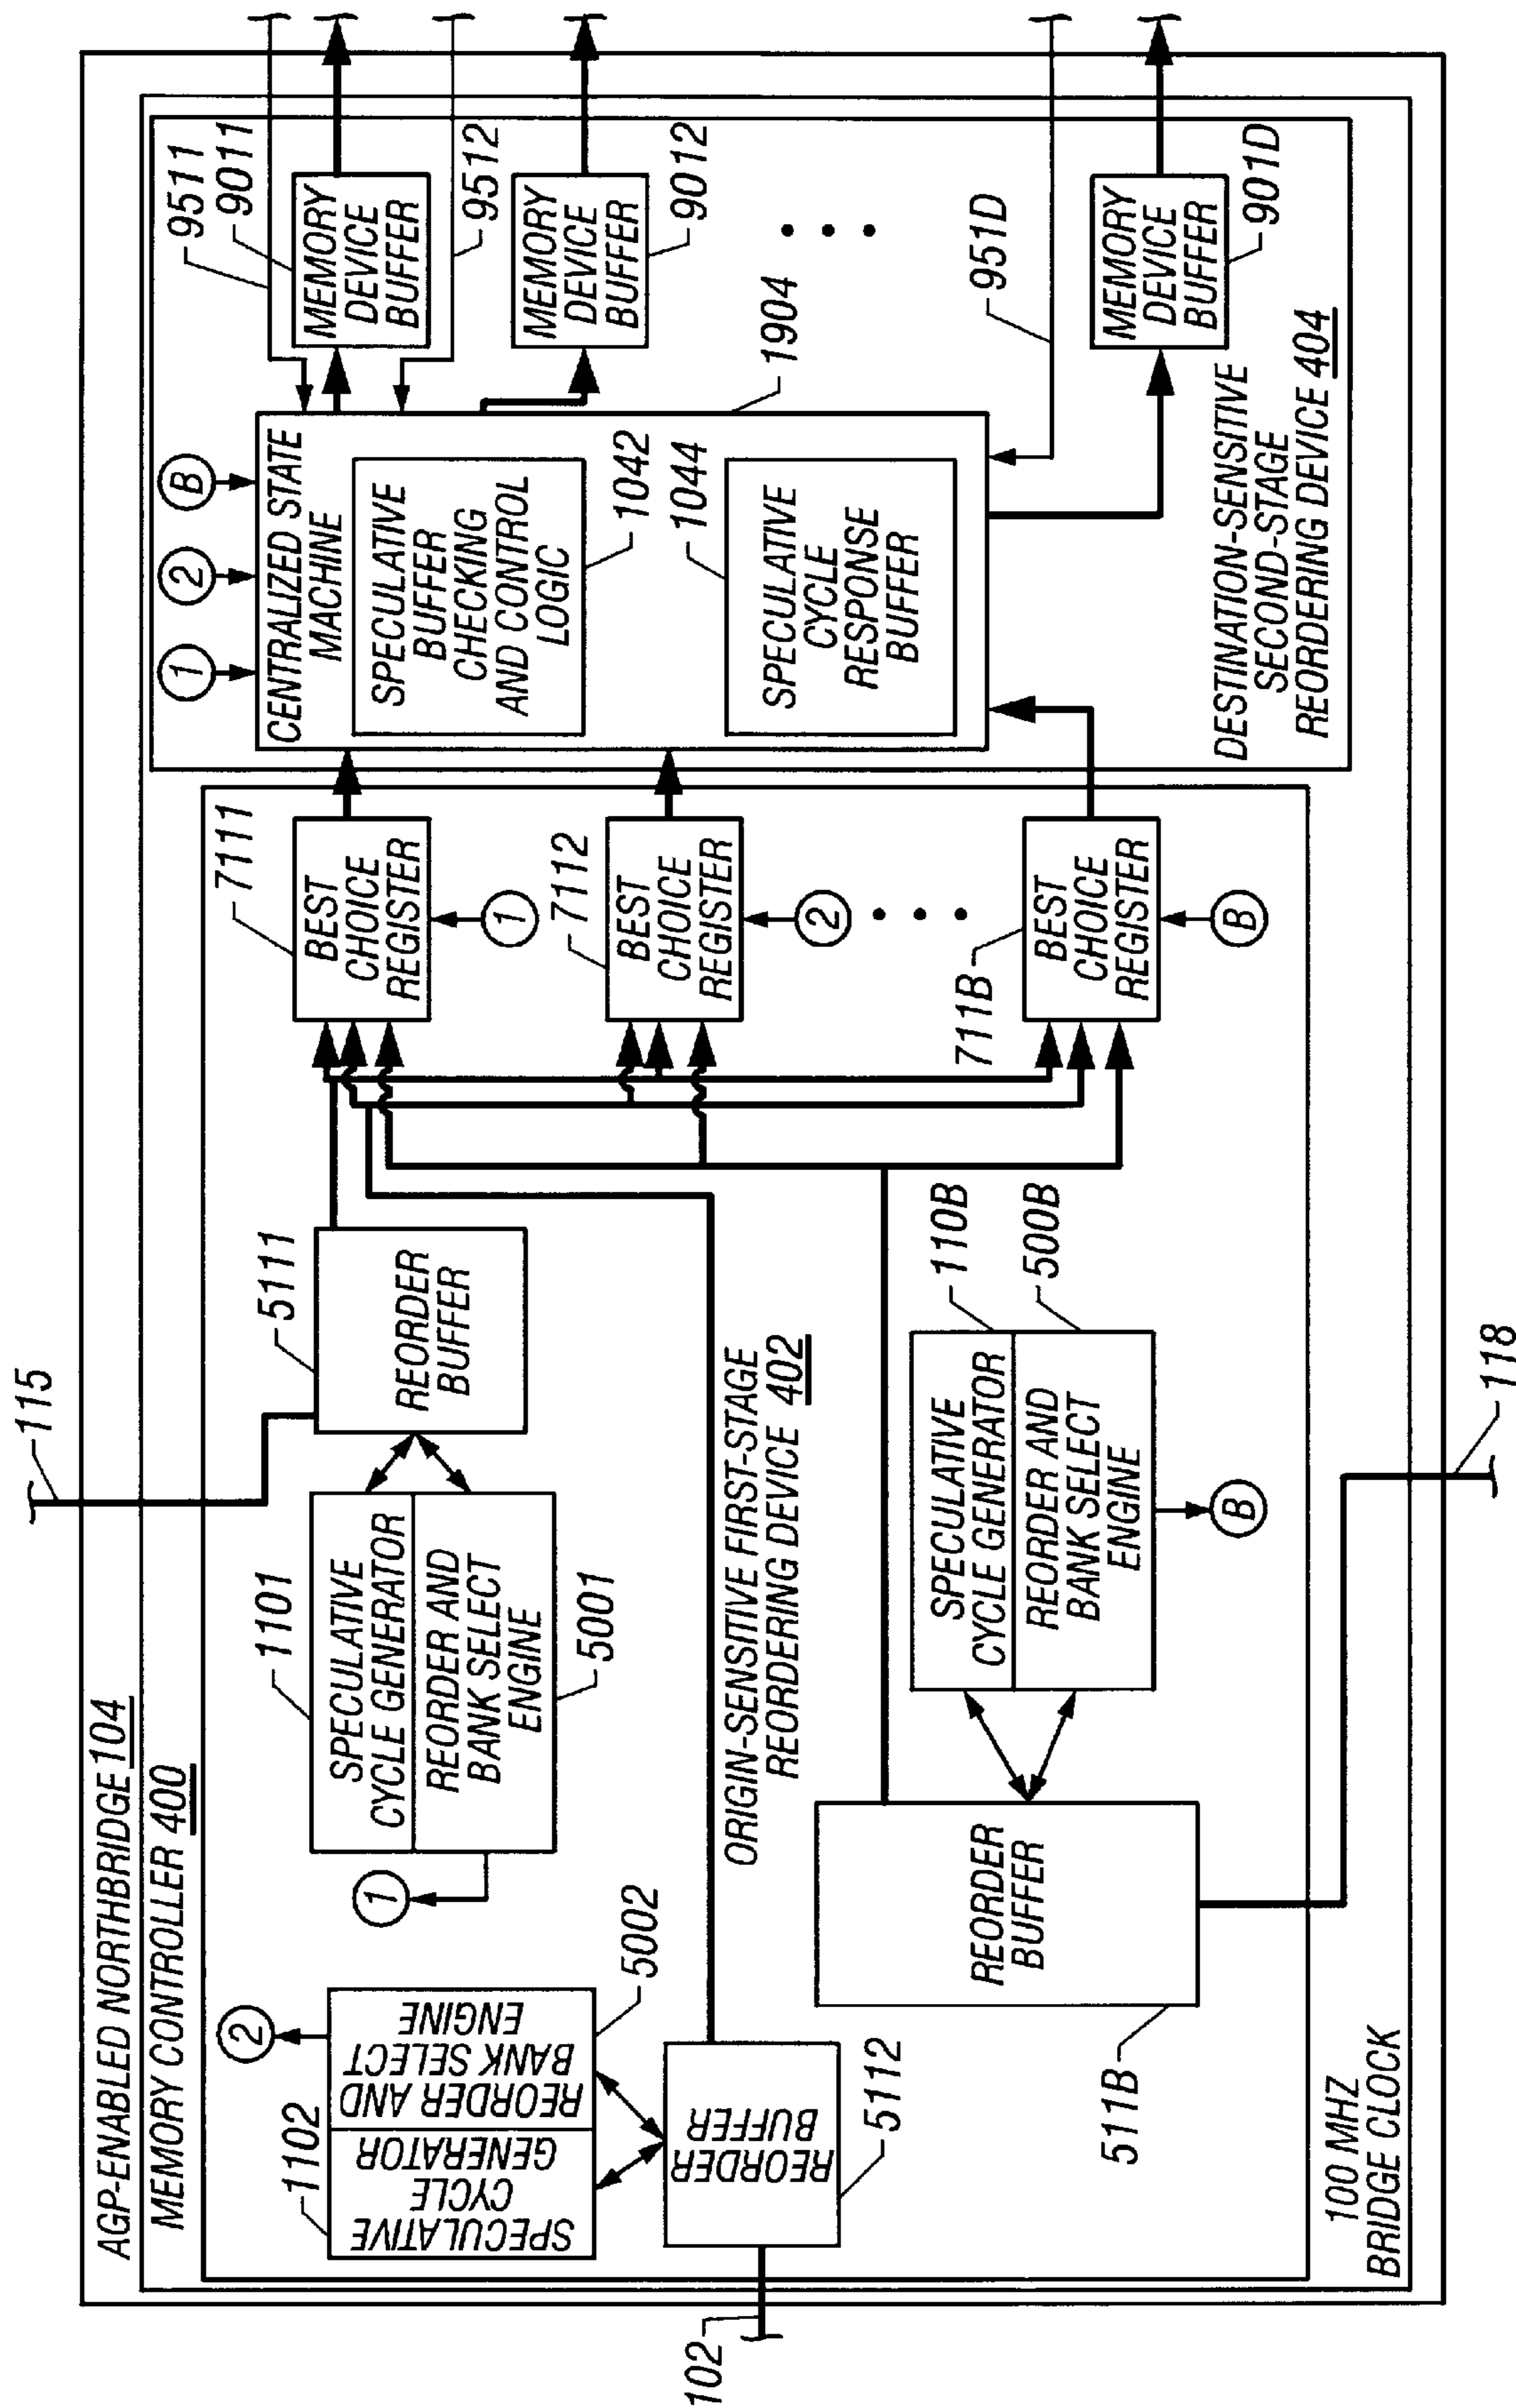 AGP-ENABLED NORTHBRIDGE 104
MEMORY CONTROLLER 400
115
102
118
1102
SPECULATIVE
CYCLE
GENERATOR
REORDER AND
BANK SELECT
ENGINE
5002
2
REORDER
BUFFER
5112
1101
SPECULATIVE
CYCLE GENERATOR
REORDER AND
BANK SELECT
ENGINE
5001
1
5111
REORDER
BUFFER
ORIGIN-SENSITIVE FIRST-STAGE
REORDERING DEVICE 402
REORDER
BUFFER
511B
110B
500B
SPECULATIVE
CYCLE GENERATOR
REORDER AND
BANK SELECT
ENGINE
B
100 MHZ
BRIDGE CLOCK
7111
BEST
CHOICE
REGISTER
1
7112
BEST
CHOICE
REGISTER
2
711B
BEST
CHOICE
REGISTER
B
1
2
B
CENTRALIZED STATE
MACHINE
SPECULATIVE
BUFFER
CHECKING
AND CONTROL
LOGIC
1042
SPECULATIVE
CYCLE
RESPONSE
BUFFER
1044
1904
9511
9011
MEMORY
DEVICE
BUFFER
9512
MEMORY
DEVICE
BUFFER
9012
951D
MEMORY
DEVICE
BUFFER
901D
DESTINATION-SENSITIVE
SECOND-STAGE
REORDERING DEVICE 404